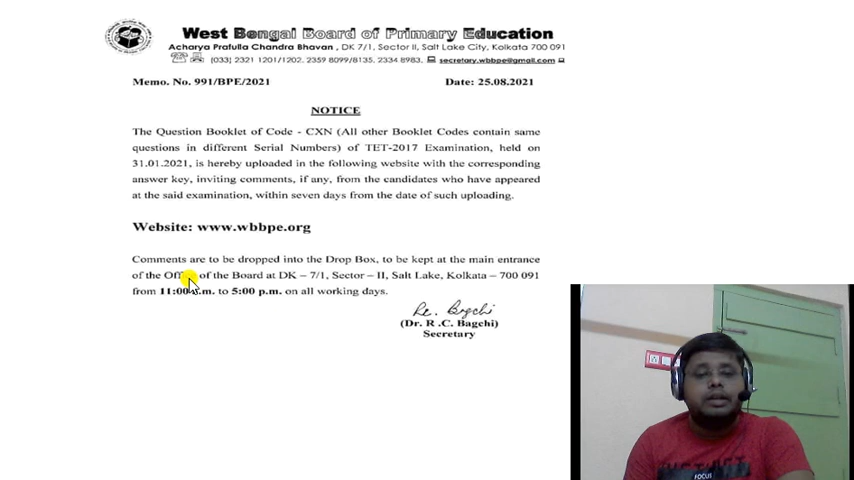 West Bengal Board of Primary Education
Acharya Prafulla Chandra Bhavan, DK 7/1, Sector II, Salt Lake City, Kolkata 700 091
(033) 2321 1201/1202. 2359 8099/8135, 2334 8983, secretary.wbbpe@gmail.com
Memo. No. 991/BPE/2021 Date: 25.08.2021
NOTICE
The Question Booklet of Code - CXN (All other Booklet Codes contain same
questions in different Serial Numbers) of TET-2017 Examination, held on
31.01.2021, is hereby uploaded in the following website with the corresponding
answer key, inviting comments, if any, from the candidates who have appeared
at the said examination, within seven days from the date of such uploading.
Website: www.wbbpe.org
Comments are to be dropped into the Drop Box, to be kept at the main entrance
of the of the Board at DK – 7/1, Sector – II, Salt Lake, Kolkata – 700 091
from 11:00 to 5:00 p.m. on all working days.
Rc. Bagchi
(Dr. R .C. Bagchi)
Secretary
FOCUS